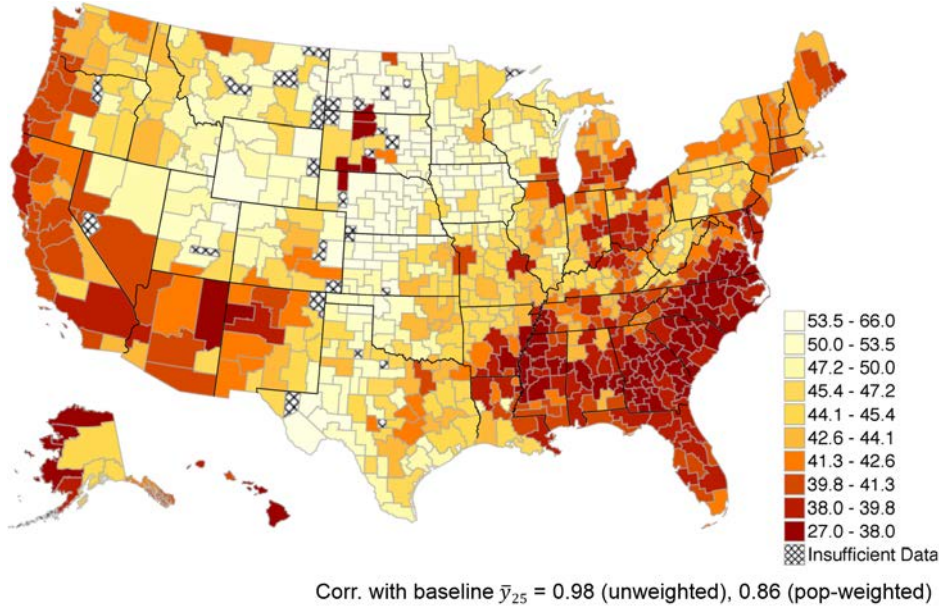 53.5 - 66.0
50.0 - 53.5
47.2 - 50.0
45.4 - 47.2
44.1 - 45.4
42.6 - 44.1
41.3 - 42.6
39.8 - 41.3
38.0 - 39.8
27.0 - 38.0
Insufficient Data
Corr. with baseline ȳ₂₅ = 0.98 (unweighted), 0.86 (pop-weighted)